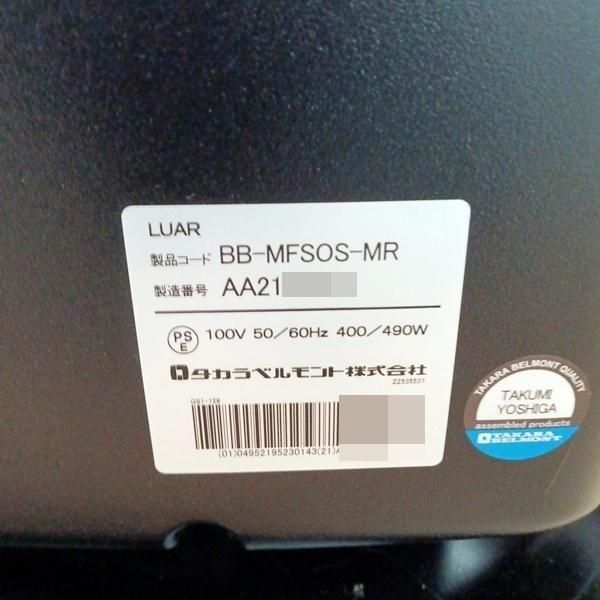 LUAR
製品コード BB-MFSOS-MR
製造番号 AA21
PS E 100V 50/60Hz 400/490W
タカラベルモント株式会社
ZZ535537
GS1-128
(01)04952195230143(21)A
TAKARA BELMONT QUALITY
TAKUMI
YOSHIGA
assembled products
TAKARA
BELMONT